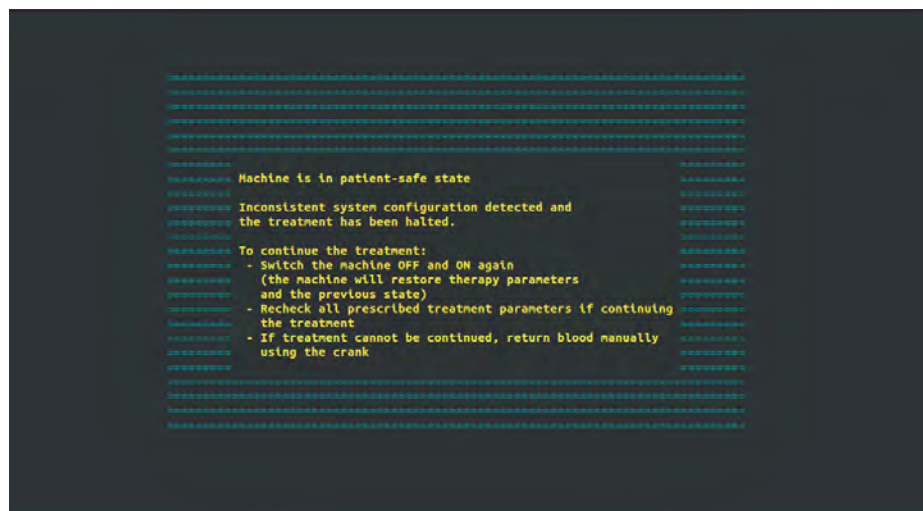 Machine is in patient-safe state
Inconsistent system configuration detected and
the treatment has been halted.
To continue the treatment:
- Switch the machine OFF and ON again
(the machine will restore therapy parameters
and the previous state)
- Recheck all prescribed treatment parameters if continuing
the treatment
- If treatment cannot be continued, return blood manually
using the crank